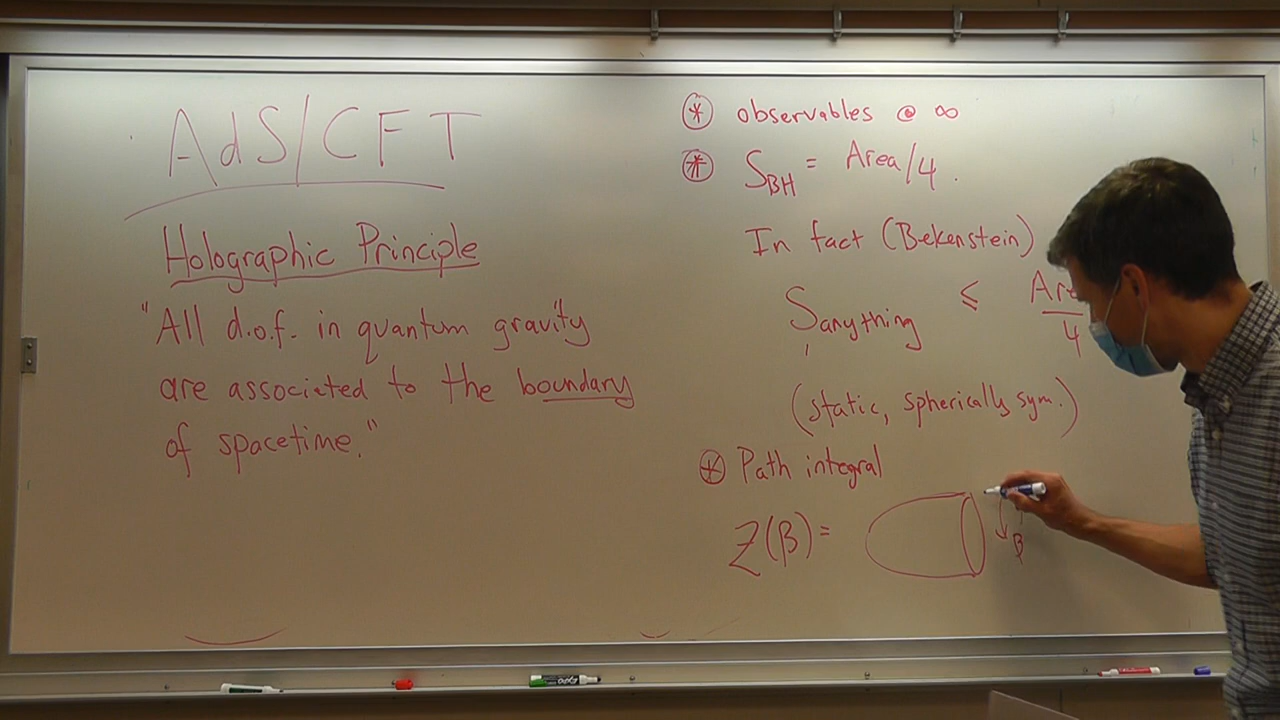 AdS/CFT
Holographic Principle
"All d.o.f. in quantum gravity
are associated to the boundary
of spacetime."
⊛ observables @ ∞
⊛ S_BH = Area/4.
In fact (Bekenstein)
S_anything ≤ Are
4
(static, spherically sym.)
⊛ Path integral
Z(β) =
β